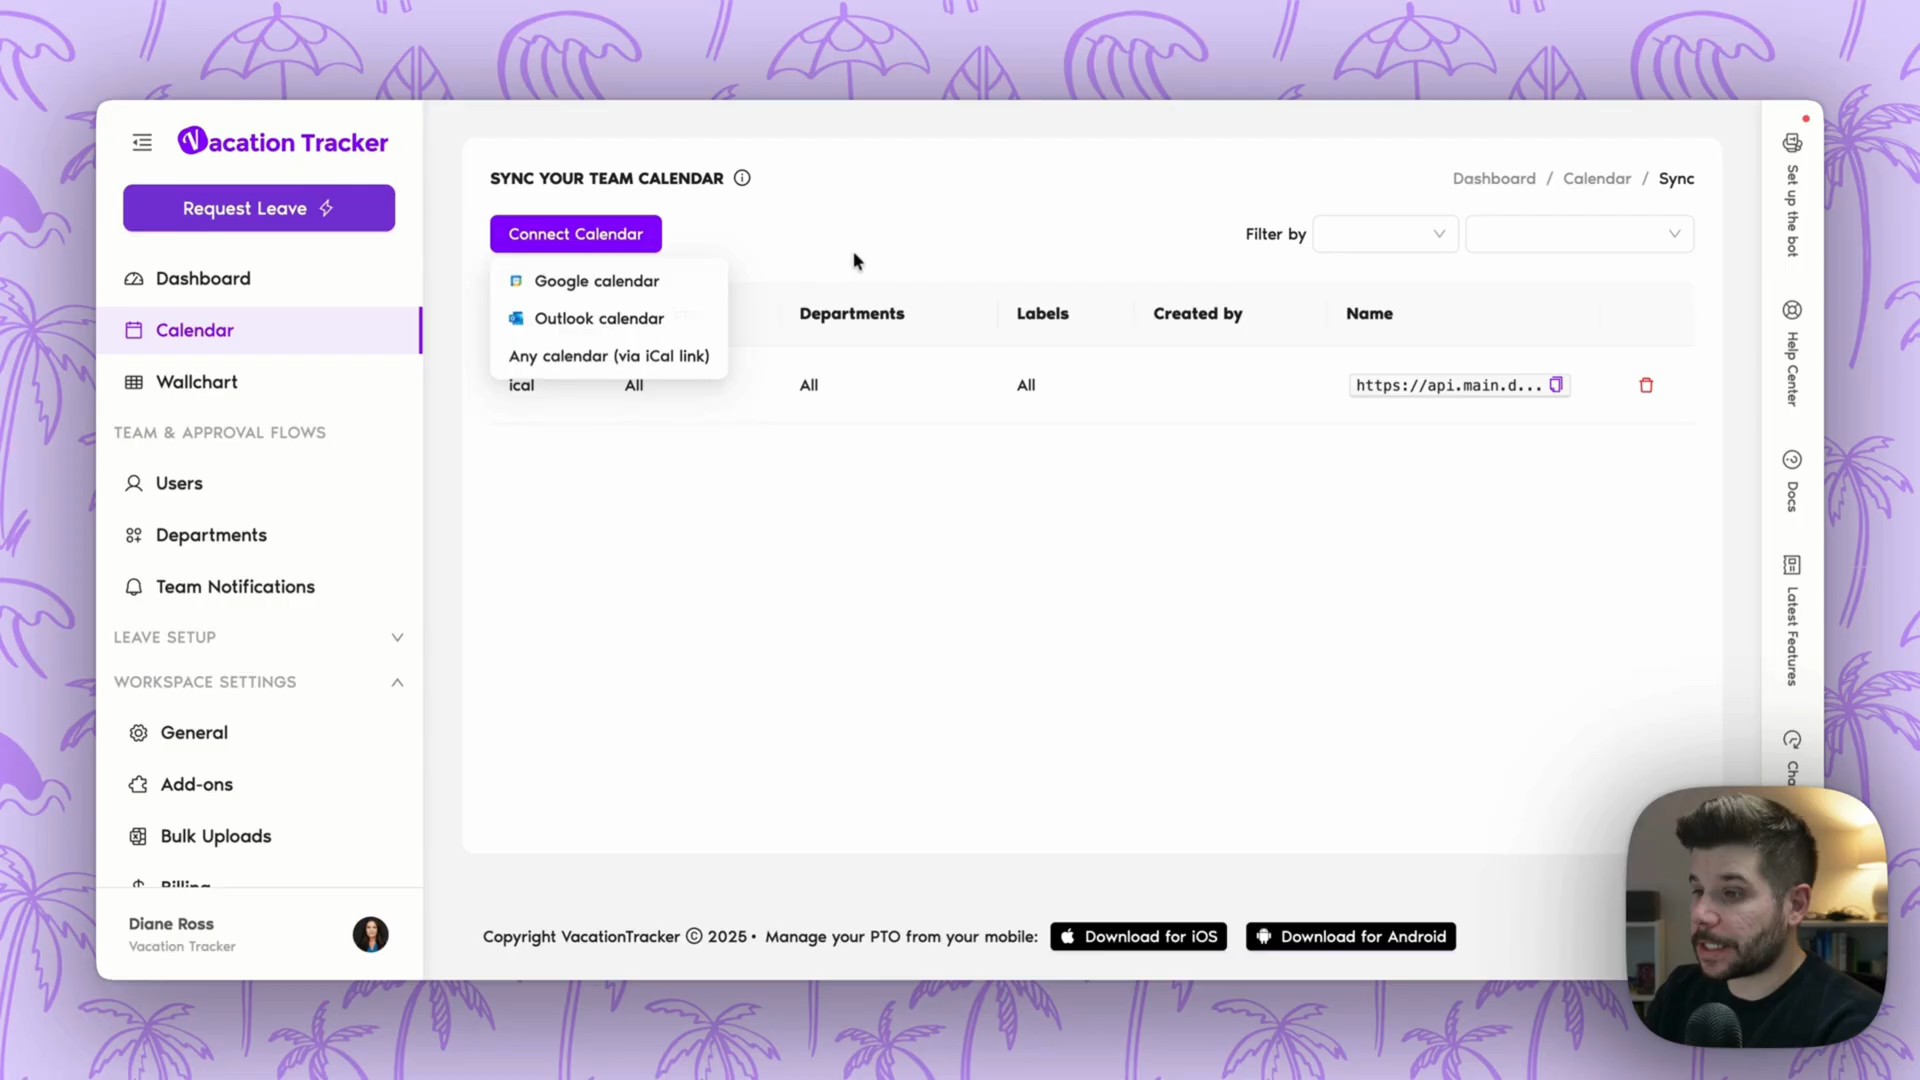 Vacation Tracker
Request Leave
Dashboard
Calendar
Wallchart
TEAM & APPROVAL FLOWS
Users
Departments
Team Notifications
LEAVE SETUP
WORKSPACE SETTINGS
General
Add-ons
Bulk Uploads
Billing
Diane Ross
Vacation Tracker
SYNC YOUR TEAM CALENDAR
Dashboard / Calendar / Sync
Connect Calendar
Filter by
Google calendar
Outlook calendar
Any calendar (via iCal link)
Departments Labels Created by Name
ical All All All https://api.main.d...
Copyright VacationTracker © 2025 • Manage your PTO from your mobile: Download for iOS Download for Android
Set up the bot
Help Center
Docs
Latest Features